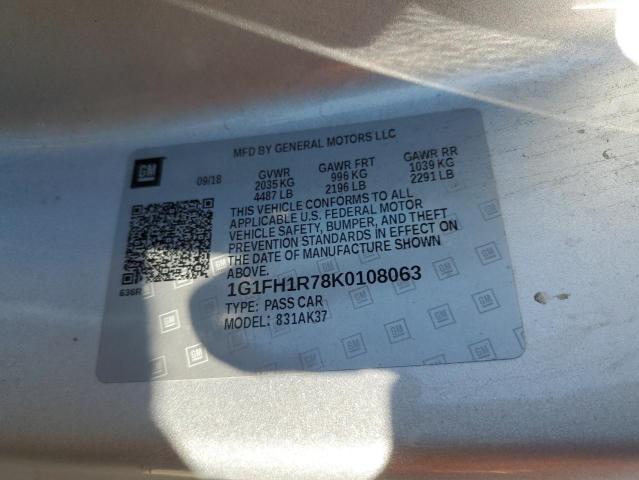 MFD BY GENERAL MOTORS LLC
GM
09/18
GVWR
2035 KG
4487 LB
GAWR FRT
996 KG
2196 LB
GAWR RR
1039 KG
2291 LB
THIS VEHICLE CONFORMS TO ALL
APPLICABLE U.S. FEDERAL MOTOR
VEHICLE SAFETY, BUMPER, AND THEFT
PREVENTION STANDARDS IN EFFECT ON
THE DATE OF MANUFACTURE SHOWN
ABOVE.
636R
1G1FH1R78K0108063
TYPE: PASS CAR
MODEL: 831AK37